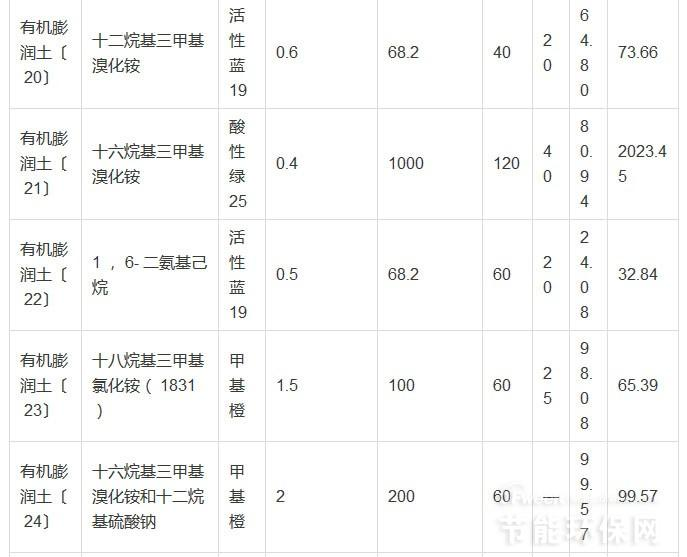 有机膨润土〔20〕 十二烷基三甲基溴化铵 活性蓝19 0.6 68.2 40 20 64.80 73.66
有机膨润土〔21〕 十六烷基三甲基溴化铵 酸性绿25 0.4 1000 120 40 80.94 2023.45
有机膨润土〔22〕 1 ，6-二氨基己烷 活性蓝19 0.5 68.2 60 20 24.08 32.84
有机膨润土〔23〕 十八烷基三甲基氯化铵（ 1831 ） 甲基橙 1.5 100 60 25 98.08 65.39
有机膨润土〔24〕 十六烷基三甲基溴化铵和十二烷基硫酸钠 甲基橙 2 200 60 — 99.57 99.57
节能环保网